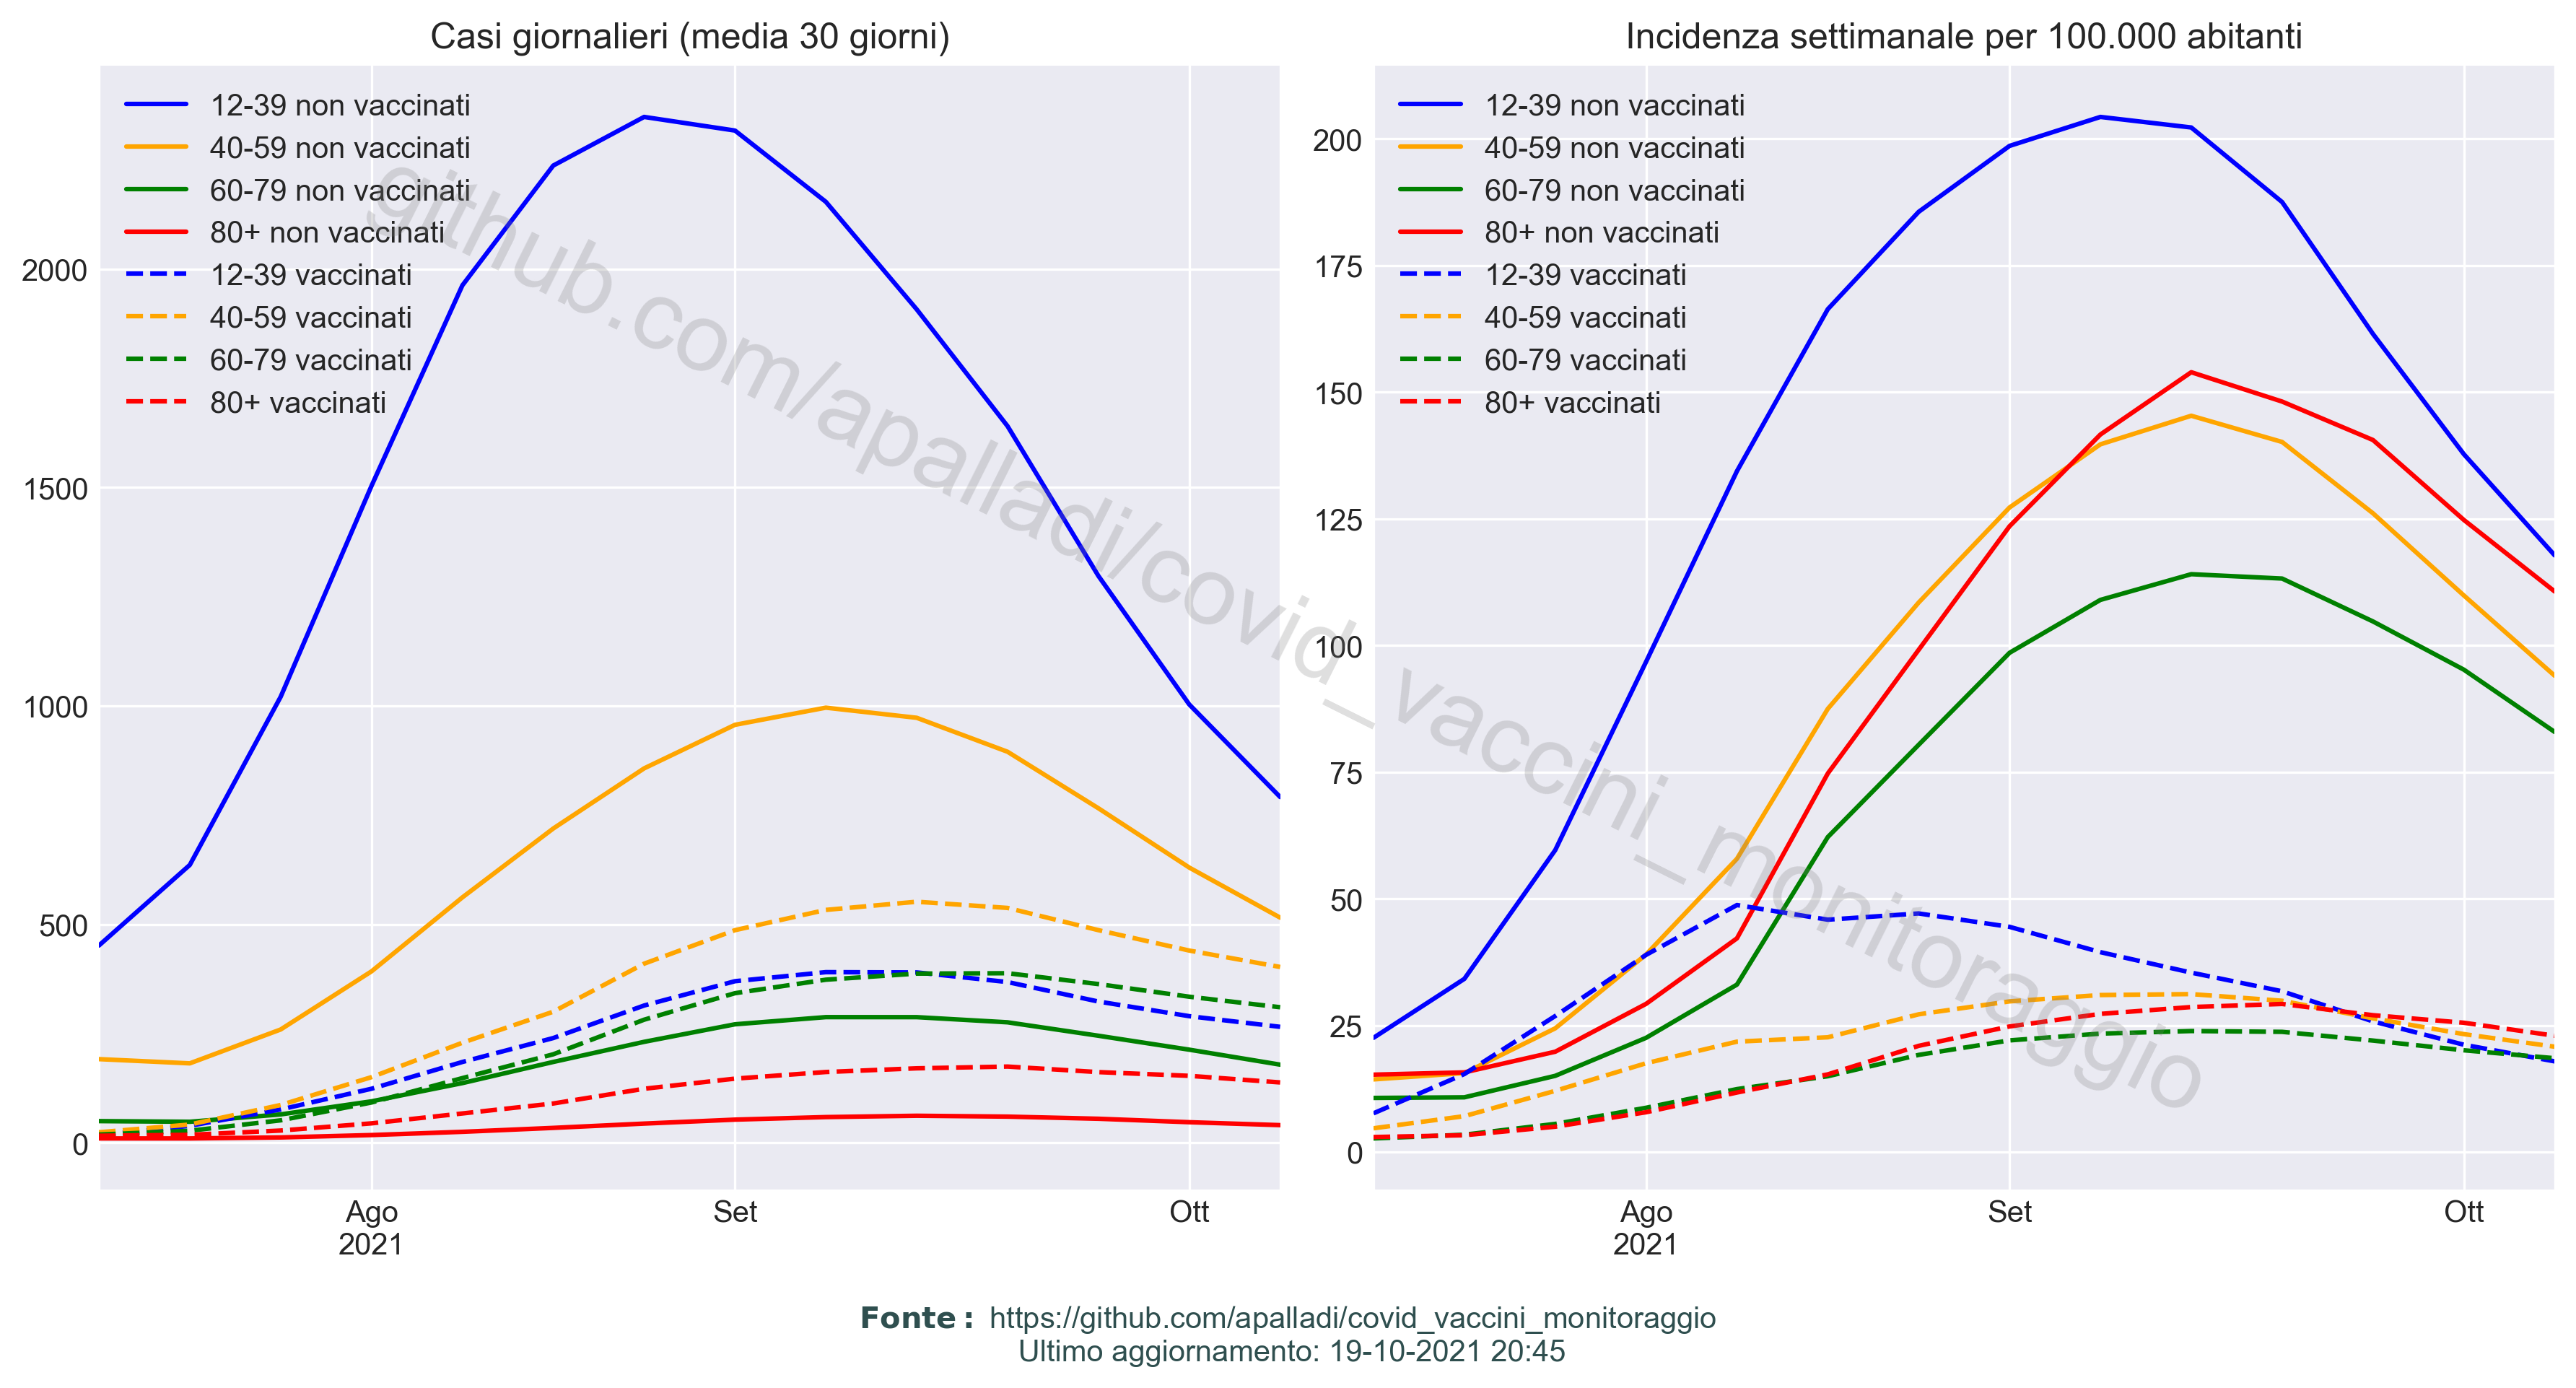 Casi giornalieri (media 30 giorni)
12-39 non vaccinati
40-59 non vaccinati
60-79 non vaccinati
80+ non vaccinati
12-39 vaccinati
40-59 vaccinati
60-79 vaccinati
80+ vaccinati
2000
1500
1000
500
0
Ago
2021
Set
Ott
Incidenza settimanale per 100.000 abitanti
12-39 non vaccinati
40-59 non vaccinati
60-79 non vaccinati
80+ non vaccinati
12-39 vaccinati
40-59 vaccinati
60-79 vaccinati
80+ vaccinati
200
175
150
125
100
75
50
25
0
Ago
2021
Set
Ott
github.com/apalladi/covid_vaccini_monitoraggio
Fonte: https://github.com/apalladi/covid_vaccini_monitoraggio
Ultimo aggiornamento: 19-10-2021 20:45